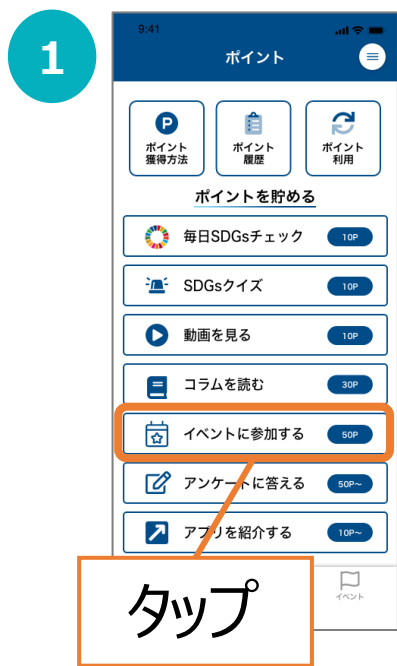 1
9:41
ポイント
ポイント
獲得方法
ポイント
履歴
ポイント
利用
ポイントを貯める
毎日SDGsチェック 10P
SDGsクイズ 10P
動画を見る 10P
コラムを読む 30P
イベントに参加する 50P
アンケートに答える 50P~
アプリを紹介する 10P~
タップ
イベント